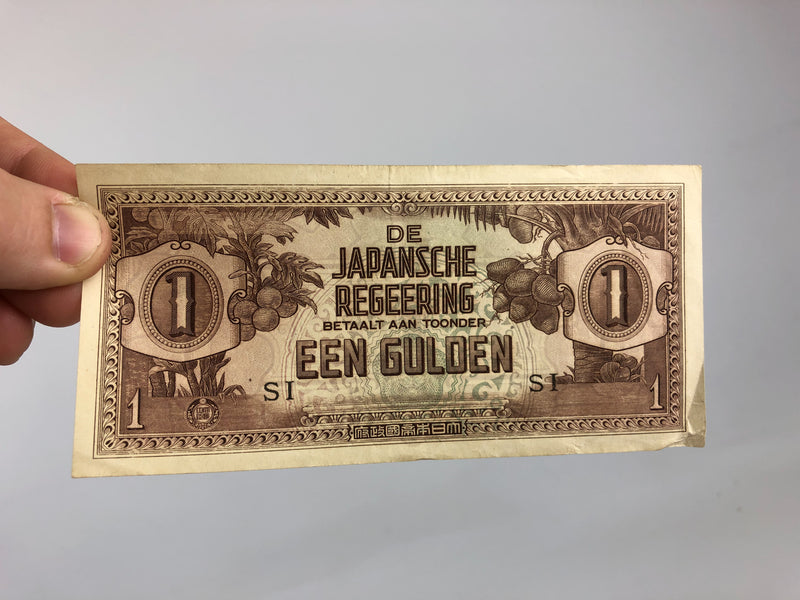 DE
JAPANSCHE
REGEERING
BETAALT AAN TOONDER
EEN GULDEN
1
1
SI
SI
1
1
大日本帝國政府